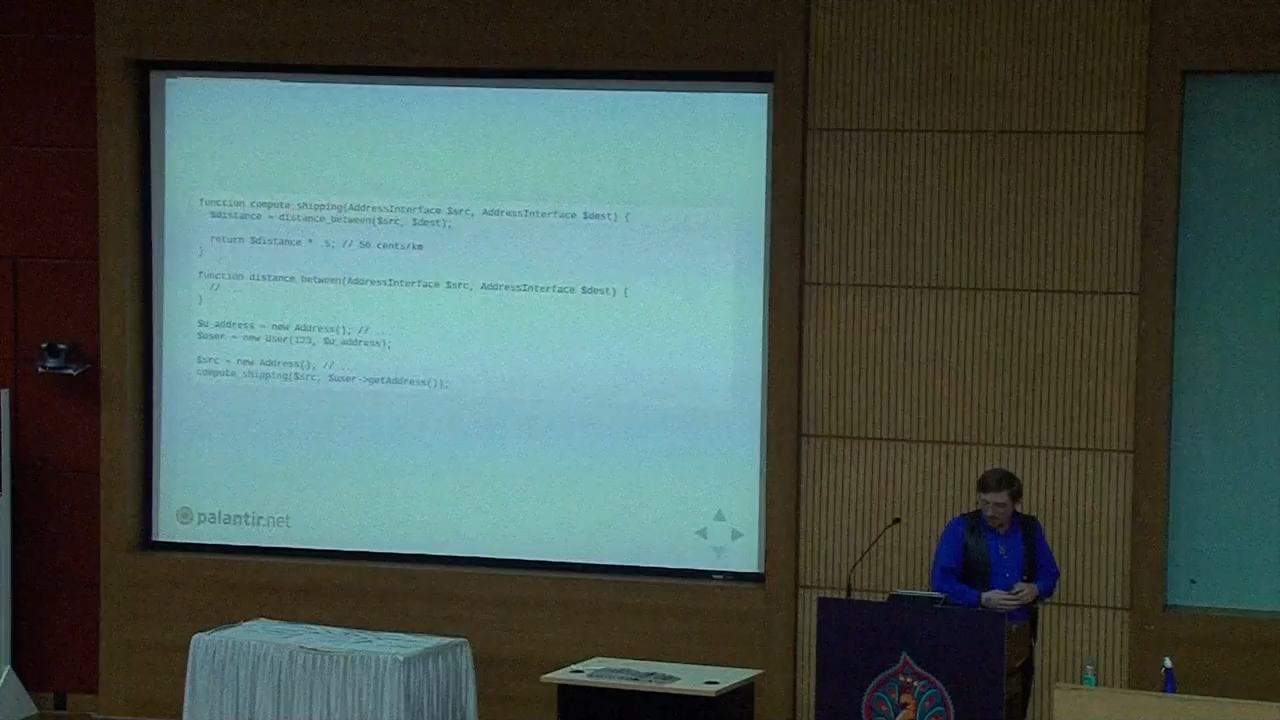 function compute_shipping(AddressInterface $src, AddressInterface $dest) {
$distance = distance_between($src, $dest);
return $distance * .5; // 50 cents/km
}
function distance_between(AddressInterface $src, AddressInterface $dest) {
// ...
}
$u_address = new Address(); // ...
$user = new User(123, $u_address);
$src = new Address(); // ...
compute_shipping($src, $user->getAddress());
palantir.net